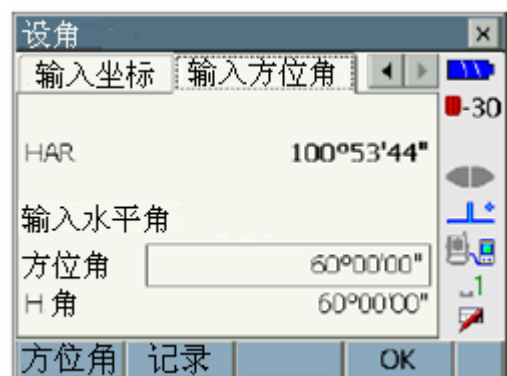 设角
输入坐标 输入方位角
-30
HAR 100°53'44"
输入水平角
方位角 60°00'00"
H 角 60°00'00"
1
方位角 记录 OK